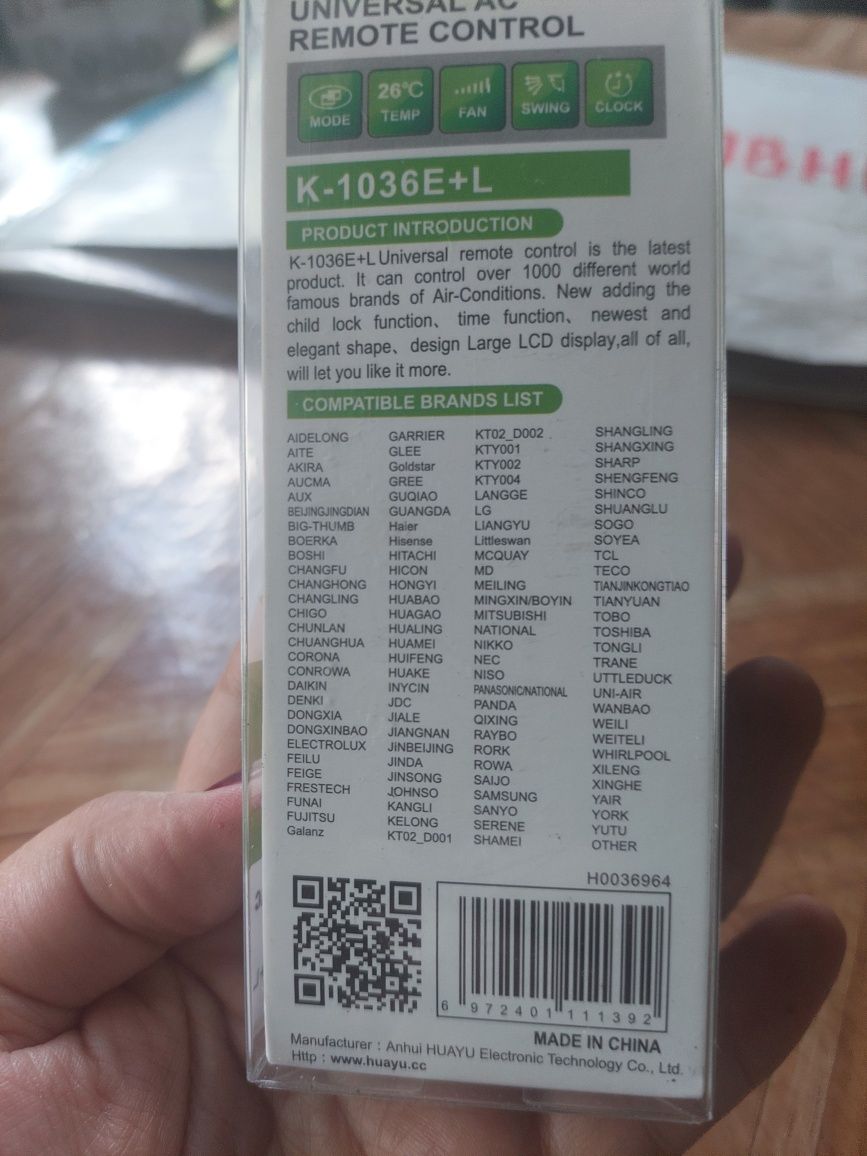 UNIVERSAL AC
REMOTE CONTROL
MODE
26°C
TEMP
FAN
SWING
CLOCK
K-1036E+L
PRODUCT INTRODUCTION
K-1036E+L Universal remote control is the latest
product. It can control over 1000 different world
famous brands of Air-Conditions. New adding the
child lock function、 time function、 newest and
elegant shape、 design Large LCD display,all of all,
will let you like it more.
COMPATIBLE BRANDS LIST
AIDELONG
AITE
AKIRA
AUCMA
AUX
BEIJINGJINGDIAN
BIG-THUMB
BOERKA
BOSHI
CHANGFU
CHANGHONG
CHANGLING
CHIGO
CHUNLAN
CHUANGHUA
CORONA
CONROWA
DAIKIN
DENKI
DONGXIA
DONGXINBAO
ELECTROLUX
FEILU
FEIGE
FRESTECH
FUNAI
FUJITSU
Galanz
GARRIER
GLEE
Goldstar
GREE
GUQIAO
GUANGDA
Haier
Hisense
HITACHI
HICON
HONGYI
HUABAO
HUAGAO
HUALING
HUAMEI
HUIFENG
HUAKE
INYCIN
JDC
JIALE
JIANGNAN
JINBEIJING
JINDA
JINSONG
JOHNSO
KANGLI
KELONG
KT02_D001
KT02_D002
KTY001
KTY002
KTY004
LANGGE
LG
LIANGYU
Littleswan
MCQUAY
MD
MEILING
MINGXIN/BOYIN
MITSUBISHI
NATIONAL
NIKKO
NEC
NISO
PANASONIC/NATIONAL
PANDA
QIXING
RAYBO
RORK
ROWA
SAIJO
SAMSUNG
SANYO
SERENE
SHAMEI
SHANGLING
SHANGXING
SHARP
SHENGFENG
SHINCO
SHUANGLU
SOGO
SOYEA
TCL
TECO
TIANJINKONGTIAO
TIANYUAN
TOBO
TOSHIBA
TONGLI
TRANE
UTTLEDUCK
UNI-AIR
WANBAO
WEILI
WEITELI
WHIRLPOOL
XILENG
XINGHE
YAIR
YORK
YUTU
OTHER
H0036964
6 972401 111392
MADE IN CHINA
Manufacturer : Anhui HUAYU Electronic Technology Co., Ltd.
Http : www.huayu.cc